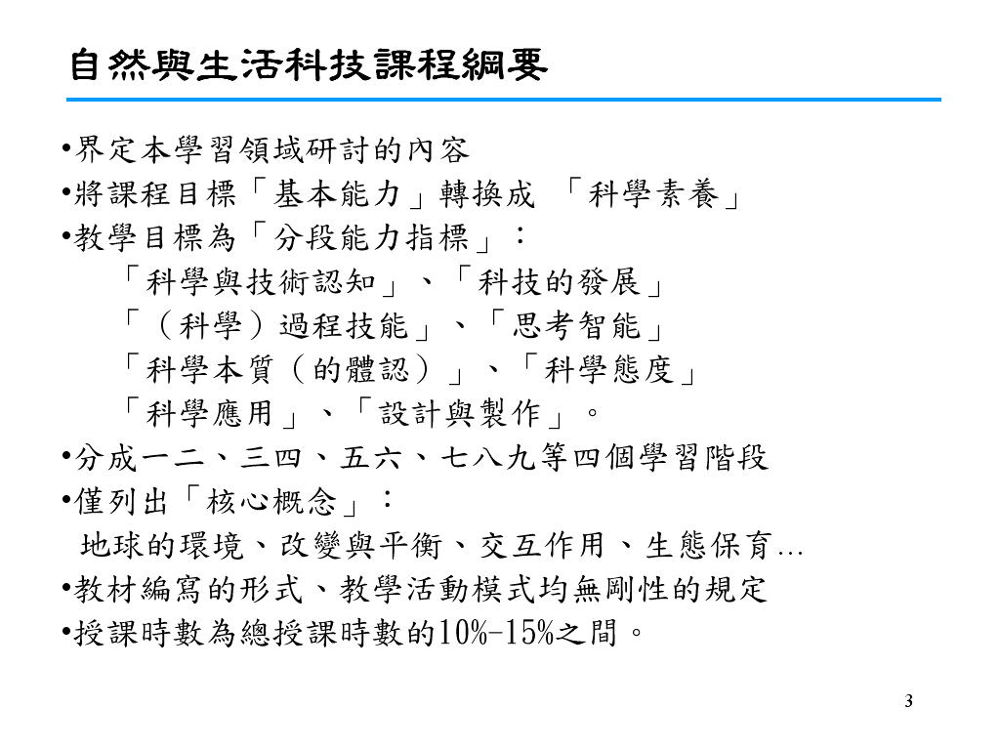 自然與生活科技課程綱要
•界定本學習領域研討的內容
•將課程目標「基本能力」轉換成 「科學素養」
•教學目標為「分段能力指標」：
「科學與技術認知」、「科技的發展」
「（科學）過程技能」、「思考智能」
「科學本質（的體認）」、「科學態度」
「科學應用」、「設計與製作」。
•分成一二、三四、五六、七八九等四個學習階段
•僅列出「核心概念」：
地球的環境、改變與平衡、交互作用、生態保育…
•教材編寫的形式、教學活動模式均無剛性的規定
•授課時數為總授課時數的10%-15%之間。
3